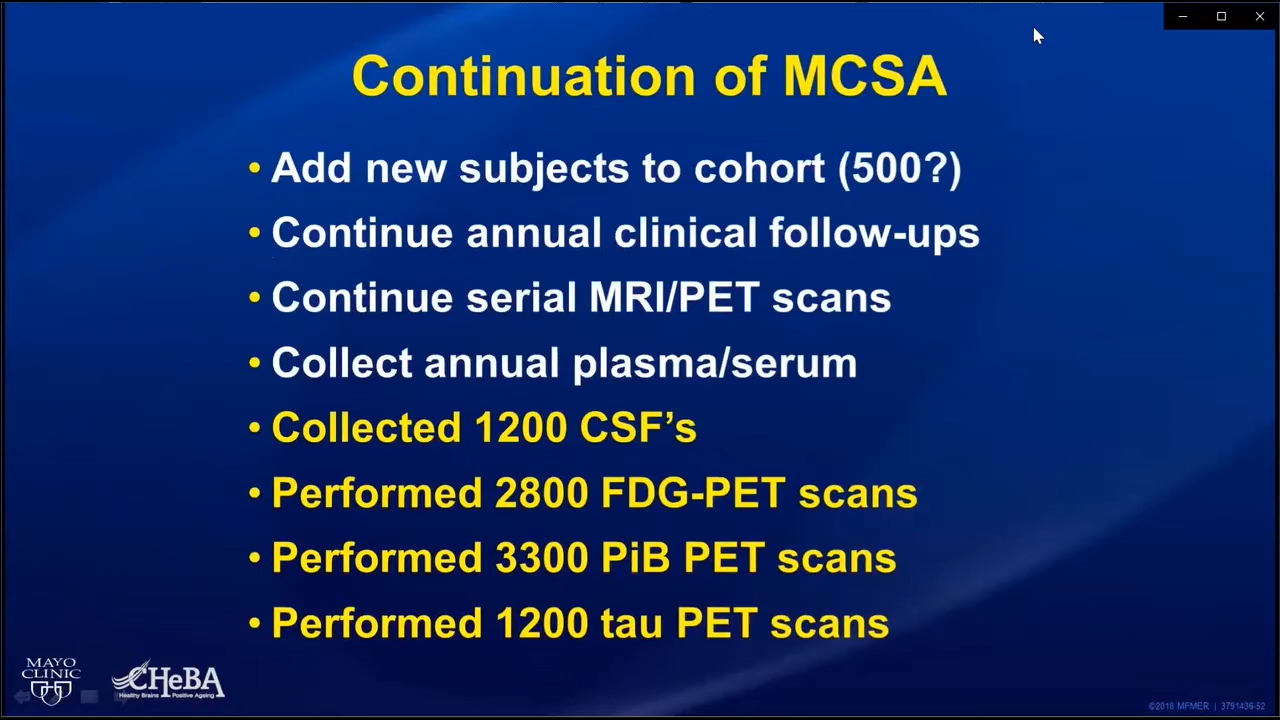 Continuation of MCSA
• Add new subjects to cohort (500?)
• Continue annual clinical follow-ups
• Continue serial MRI/PET scans
• Collect annual plasma/serum
• Collected 1200 CSF’s
• Performed 2800 FDG-PET scans
• Performed 3300 PiB PET scans
• Performed 1200 tau PET scans
MAYO
CLINIC
CHeBA
Healthy Brains Positive Ageing
©2018 MFMER | 3791436-52